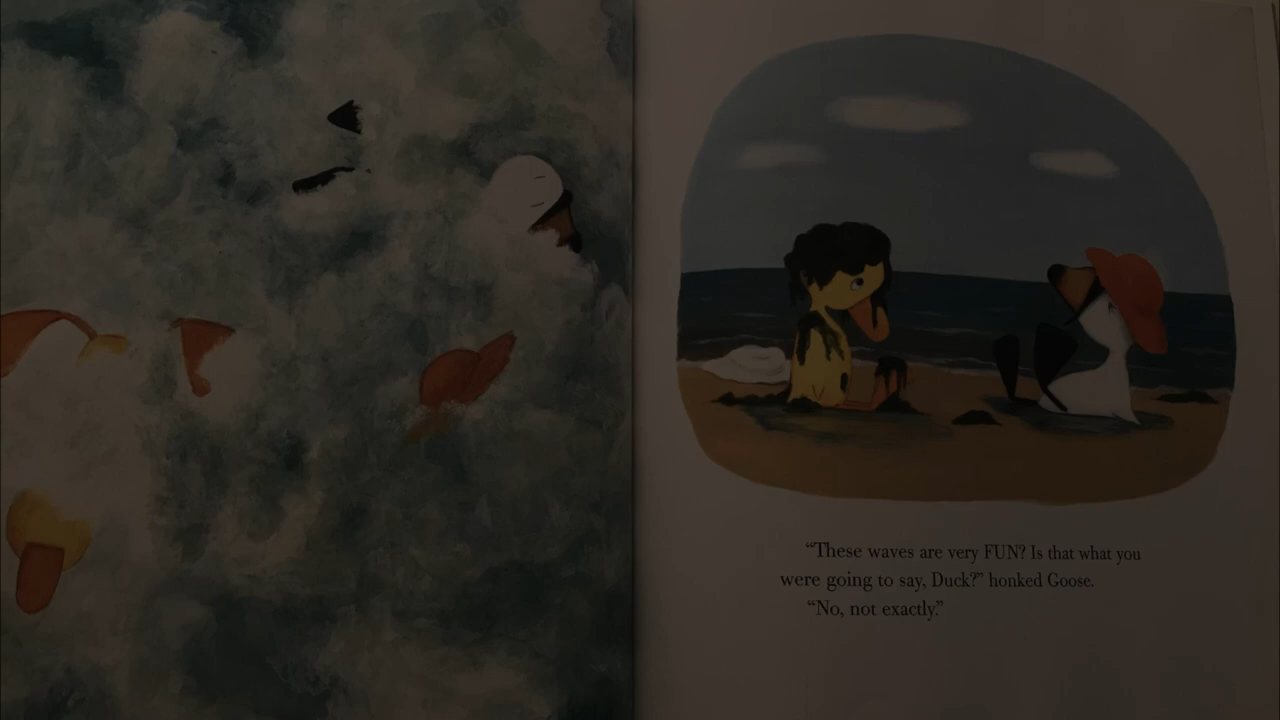 “These waves are very FUN? Is that what you
were going to say, Duck?” honked Goose.
“No, not exactly.”